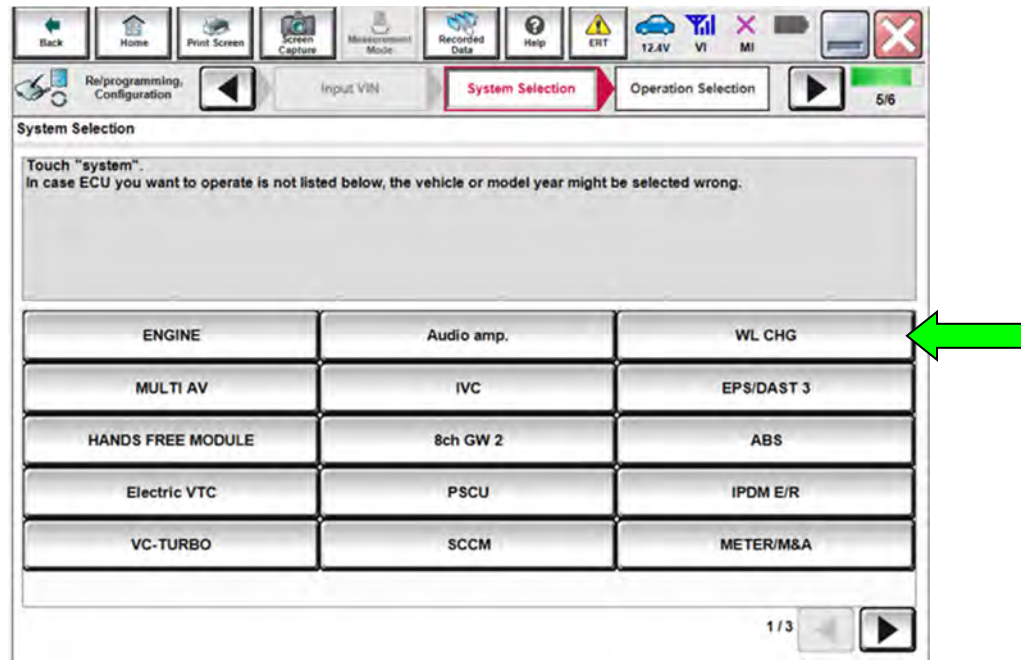 Back
Home
Print Screen
Screen
Capture
Measurement
Mode
Recorded
Data
Help
ERT
12.4V
VI
MI
Re/programming,
Configuration
Input VIN
System Selection
Operation Selection
5/6
System Selection
Touch "system".
In case ECU you want to operate is not listed below, the vehicle or model year might be selected wrong.
ENGINE
Audio amp.
WL CHG
MULTI AV
IVC
EPS/DAST 3
HANDS FREE MODULE
8ch GW 2
ABS
Electric VTC
PSCU
IPDM E/R
VC-TURBO
SCCM
METER/M&A
1/3